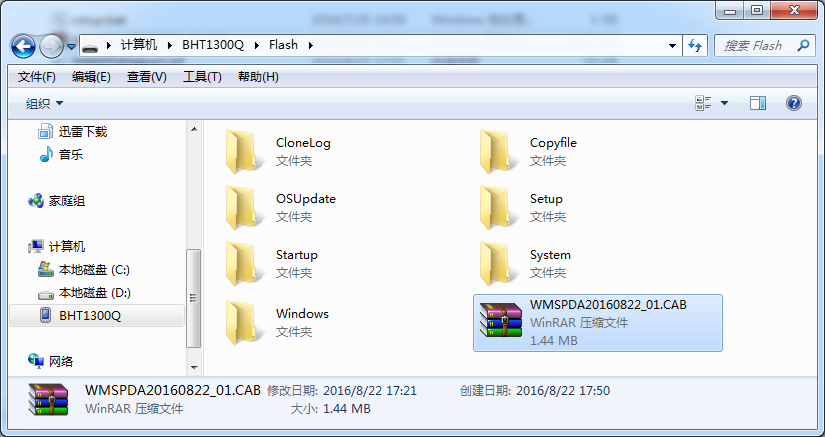 计算机 BHT1300Q Flash 搜索 Flash
文件(F) 编辑(E) 查看(V) 工具(T) 帮助(H)
组织
迅雷下载
音乐
家庭组
计算机
本地磁盘 (C:)
本地磁盘 (D:)
BHT1300Q
网络
CloneLog
文件夹
Copyfile
文件夹
OSUpdate
文件夹
Setup
文件夹
Startup
文件夹
System
文件夹
Windows
文件夹
WMSPDA20160822_01.CAB
WinRAR 压缩文件
1.44 MB
WMSPDA20160822_01.CAB 修改日期: 2016/8/22 17:21 创建日期: 2016/8/22 17:50
WinRAR 压缩文件 大小: 1.44 MB